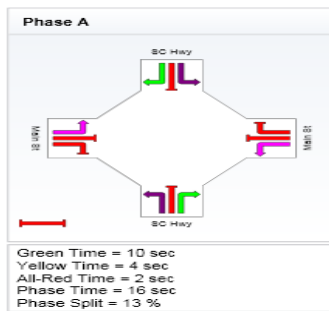 Phase A
SC Hwy
Main St
Main St
SC Hwy
Green Time = 10 sec
Yellow Time = 4 sec
All-Red Time = 2 sec
Phase Time = 16 sec
Phase Split = 13 %